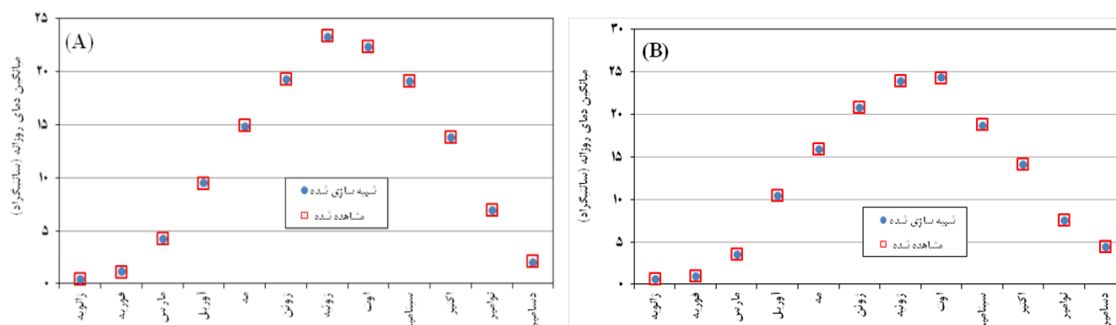 (A)
میانگین دمای روزانه (سانتیگراد)
۲۵
۲۰
۱۵
۱۰
۵
۰
شبیه سازی شده
مشاهده شده
ژانویه
فوریه
مارس
آوریل
مه
ژوئن
ژوئیه
اوت
سپتامبر
اکتبر
نوامبر
دسامبر
(B)
میانگین دمای روزانه (سانتیگراد)
۳۰
۲۵
۲۰
۱۵
۱۰
۵
۰
شبیه سازی شده
مشاهده شده
ژانویه
فوریه
مارس
آوریل
مه
ژوئن
ژوئیه
اوت
سپتامبر
اکتبر
نوامبر
دسامبر